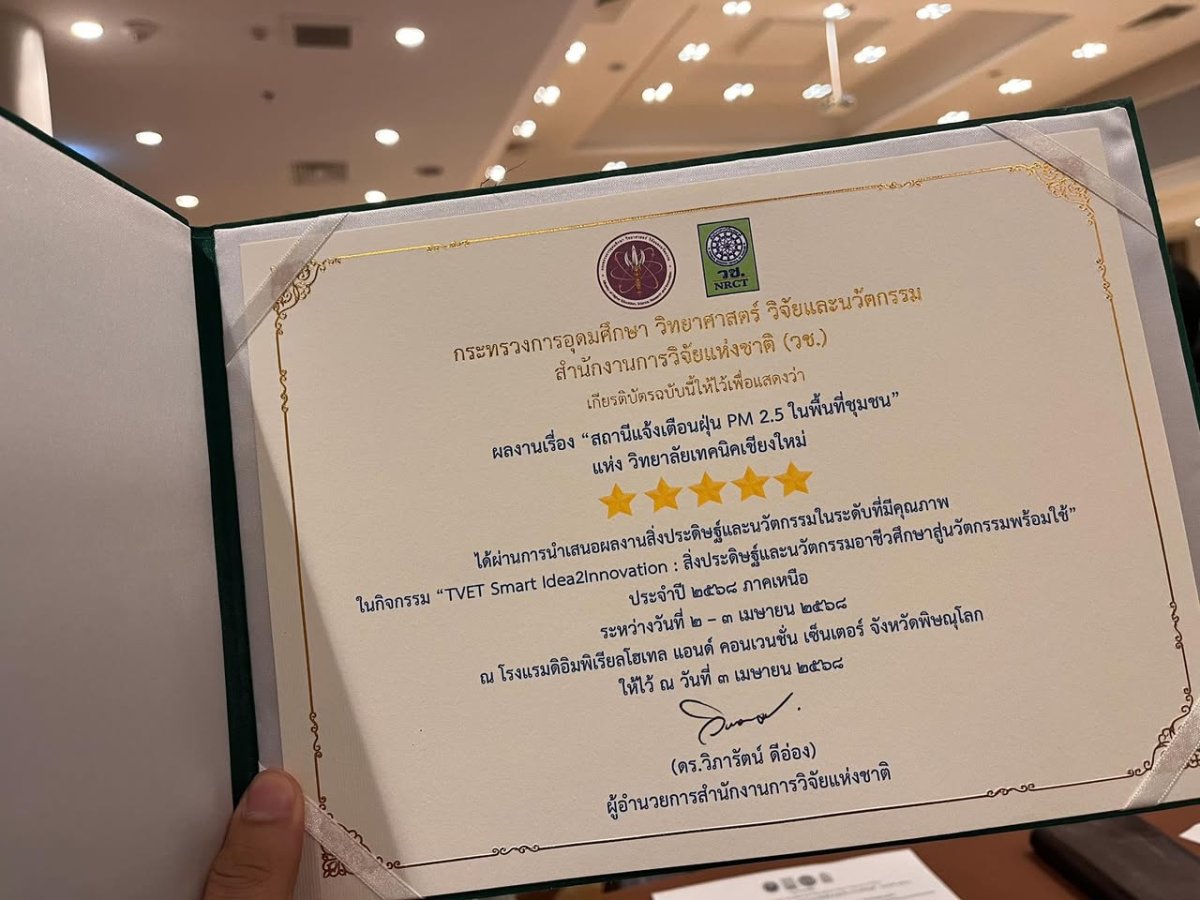 วช.
NRCT
กระทรวงการอุดมศึกษา วิทยาศาสตร์ วิจัยและนวัตกรรม
สำนักงานการวิจัยแห่งชาติ (วช.)
เกียรติบัตรฉบับนี้ให้ไว้เพื่อแสดงว่า
ผลงานเรื่อง “สถานีแจ้งเตือนฝุ่น PM 2.5 ในพื้นที่ชุมชน”
แห่ง วิทยาลัยเทคนิคเชียงใหม่
ได้ผ่านการนำเสนอผลงานสิ่งประดิษฐ์และนวัตกรรมในระดับที่มีคุณภาพ
ในกิจกรรม “TVET Smart Idea2Innovation : สิ่งประดิษฐ์และนวัตกรรมอาชีวศึกษาสู่นวัตกรรมพร้อมใช้”
ประจำปี ๒๕๖๘ ภาคเหนือ
ระหว่างวันที่ ๒ – ๓ เมษายน ๒๕๖๘
ณ โรงแรมดิอิมพิเรียลโฮเทล แอนด์ คอนเวนชั่น เซ็นเตอร์ จังหวัดพิษณุโลก
ให้ไว้ ณ วันที่ ๓ เมษายน ๒๕๖๘
(ดร.วิภารัตน์ ดีอ่อง)
ผู้อำนวยการสำนักงานการวิจัยแห่งชาติ